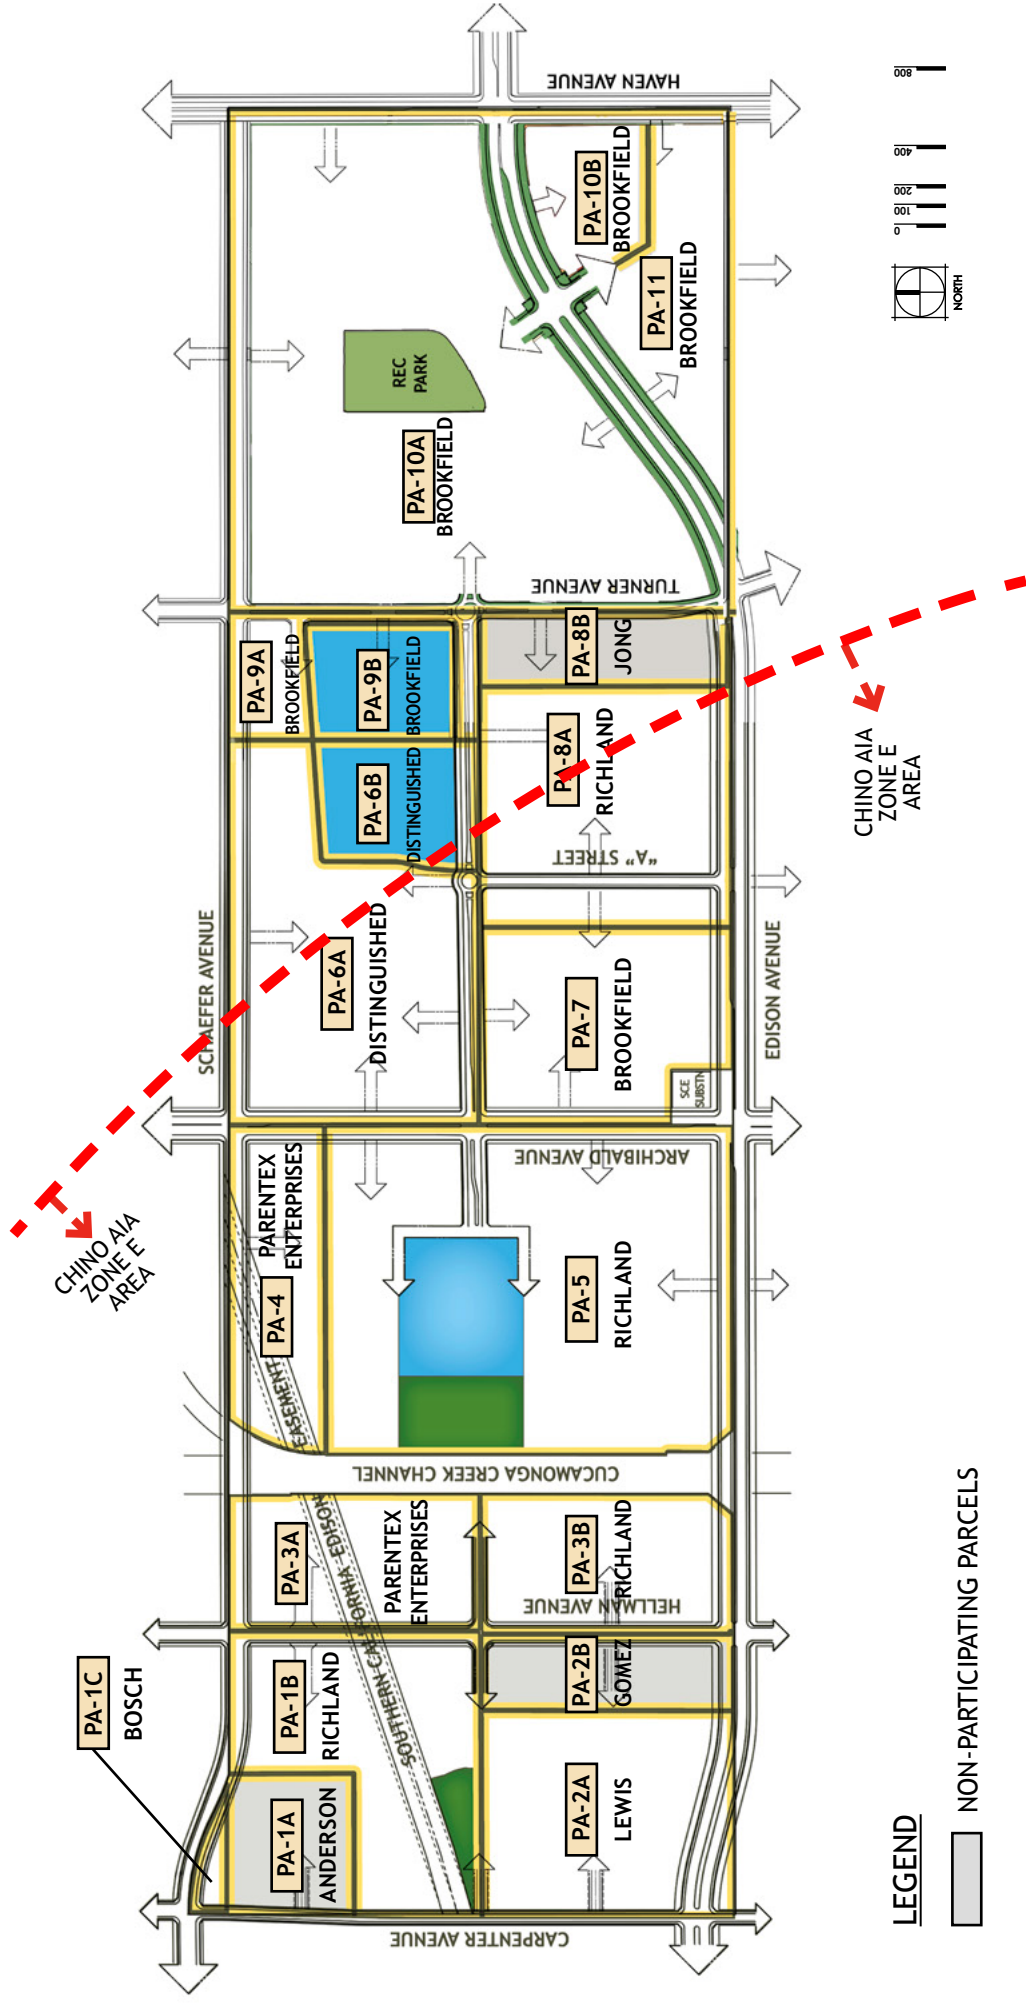 PA-1C
BOSCH
SCHAEFER AVENUE
CHINO AIA
ZONE E
AREA
PA-1A
ANDERSON
PA-1B
RICHLAND
PA-3A
PARENTEX
ENTERPRISES
PA-4
PARENTEX
ENTERPRISES
PA-6A
DISTINGUISHED
PA-6B
DISTINGUISHED
PA-9A
BROOKFIELD
PA-9B
BROOKFIELD
PA-10A
BROOKFIELD
REC
PARK
PA-10B
BROOKFIELD
PA-11
BROOKFIELD
SOUTHERN CALIFORNIA EDISON EASEMENT
CARPENTER AVENUE
HELLMAN AVENUE
CUCAMONGA CREEK CHANNEL
ARCHIBALD AVENUE
"A" STREET
TURNER AVENUE
HAVEN AVENUE
PA-2A
LEWIS
PA-2B
GOMEZ
PA-3B
RICHLAND
PA-5
RICHLAND
PA-7
BROOKFIELD
SCE
SUBSTN
PA-8A
RICHLAND
PA-8B
JONG
EDISON AVENUE
CHINO AIA
ZONE E
AREA
LEGEND
NON-PARTICIPATING PARCELS
NORTH
0 100 200 400 800